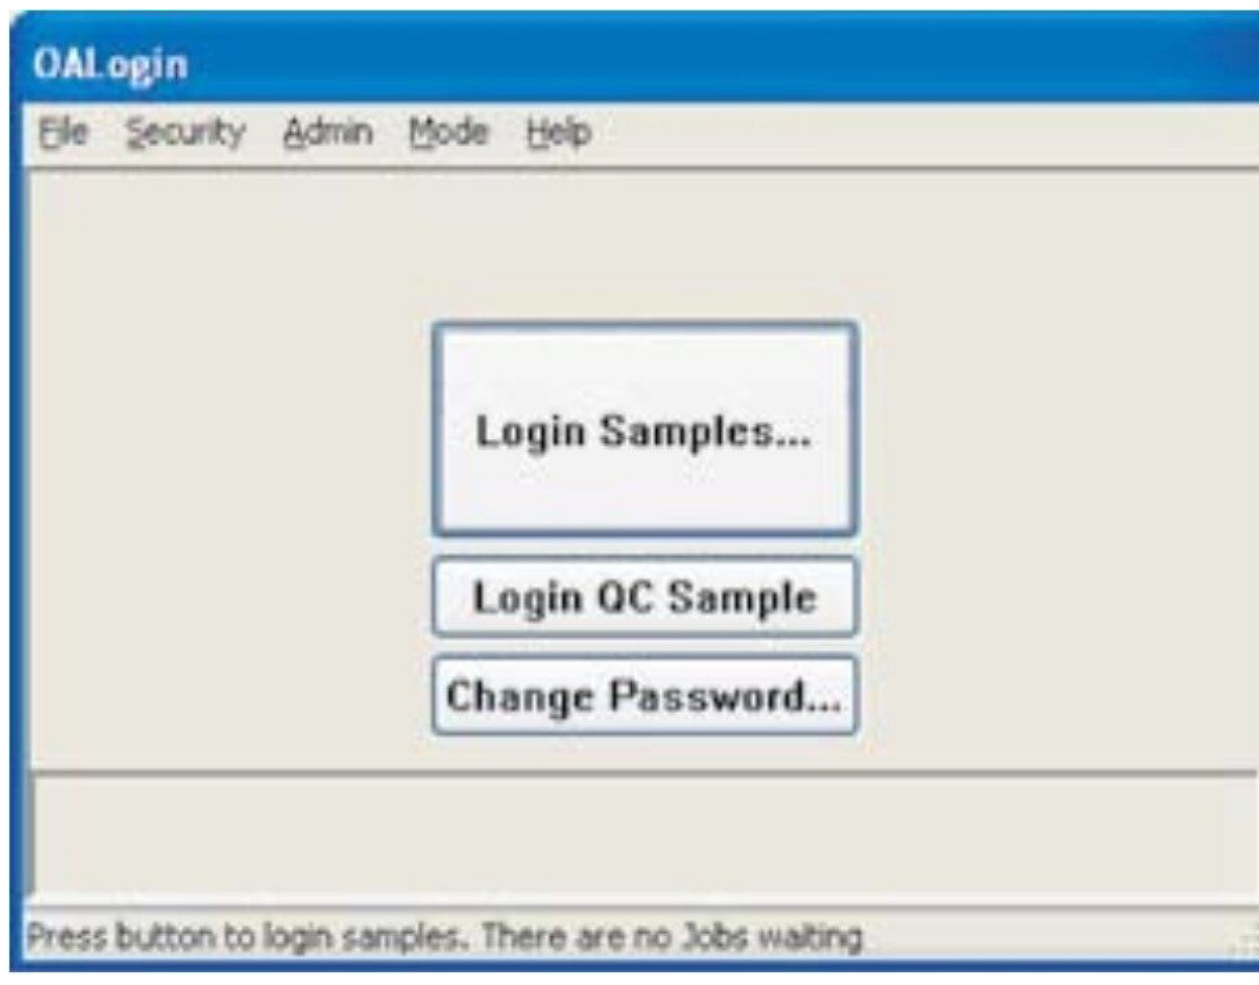 OALogin
File Security Admin Mode Help
Login Samples...
Login QC Sample
Change Password...
Press button to login samples. There are no Jobs waiting